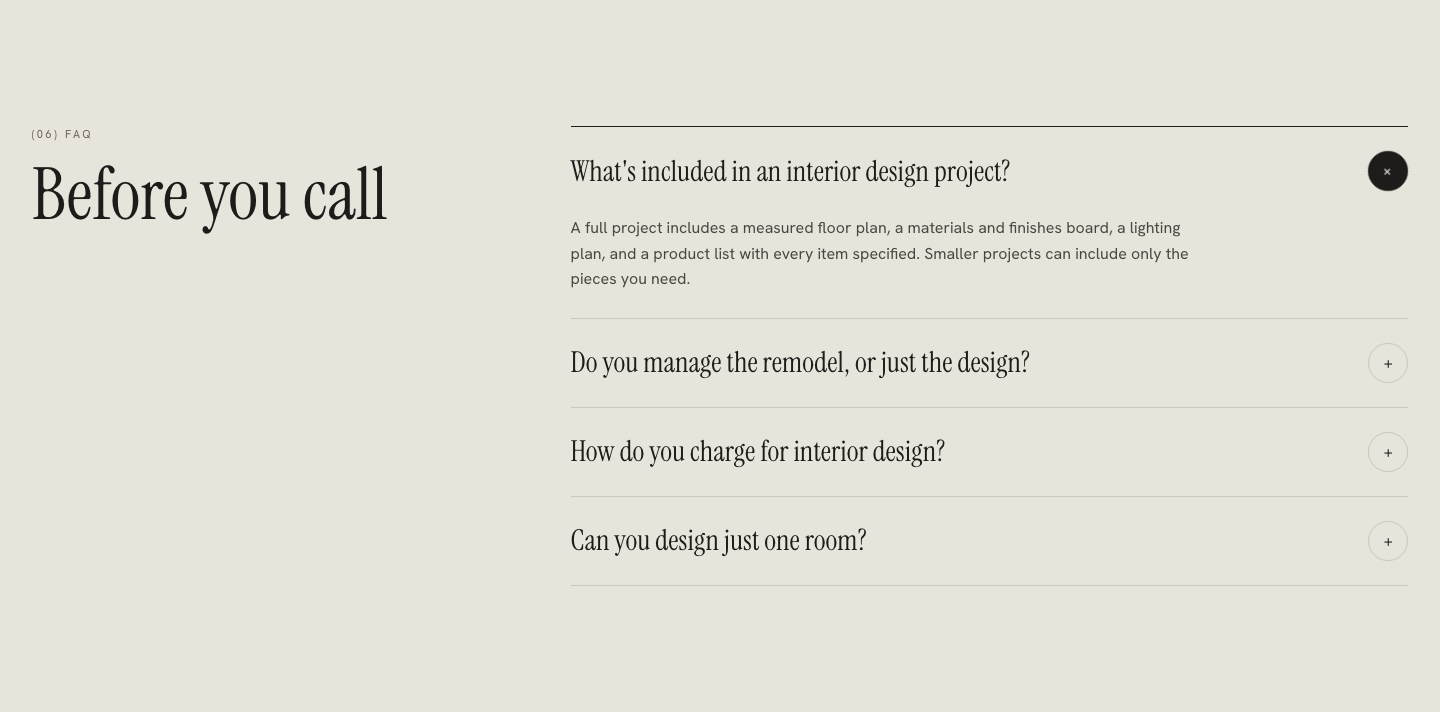 (06) FAQ
Before you call
What's included in an interior design project?
×
A full project includes a measured floor plan, a materials and finishes board, a lighting
plan, and a product list with every item specified. Smaller projects can include only the
pieces you need.
Do you manage the remodel, or just the design?
+
How do you charge for interior design?
+
Can you design just one room?
+